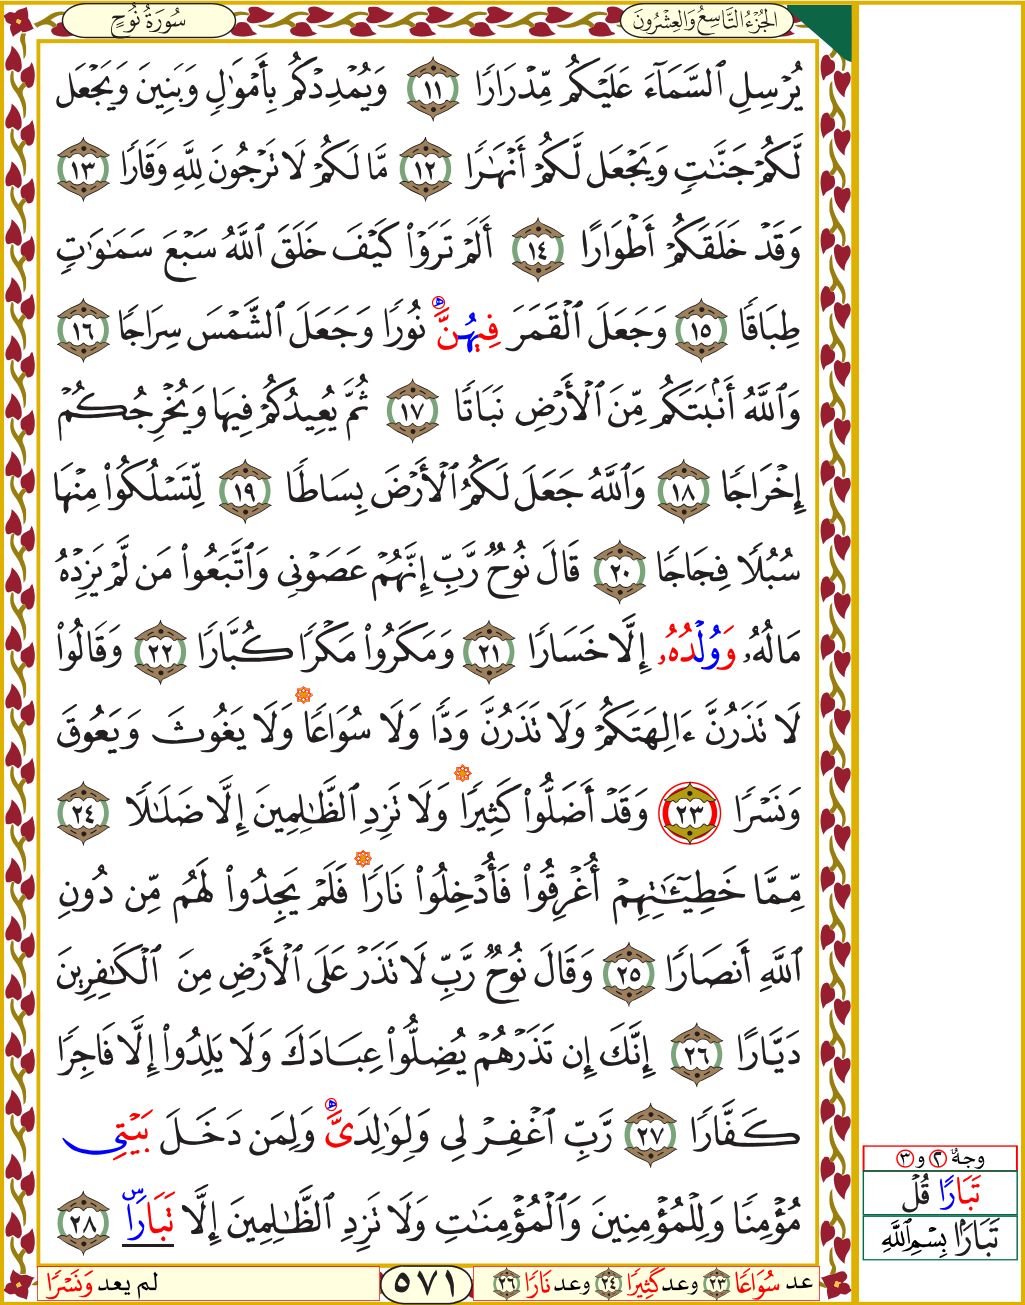 الجُزْءُ التَّاسِعُ وَالعِشْرُونَ
سُورَةُ نُوحٍ
يُرْسِلِ ٱلسَّمَآءَ عَلَيْكُم مِّدْرَارًا ١١ وَيُمْدِدْكُم بِأَمْوَٰلٍ وَبَنِينَ وَيَجْعَل
لَّكُمْ جَنَّٰتٍ وَيَجْعَل لَّكُمْ أَنْهَٰرًا ١٢ مَّا لَكُمْ لَا تَرْجُونَ لِلَّهِ وَقَارًا ١٣
وَقَدْ خَلَقَكُمْ أَطْوَارًا ١٤ أَلَمْ تَرَوْا۟ كَيْفَ خَلَقَ ٱللَّهُ سَبْعَ سَمَٰوَٰتٍ
طِبَاقًا ١٥ وَجَعَلَ ٱلْقَمَرَ فِيهِنَّ نُورًا وَجَعَلَ ٱلشَّمْسَ سِرَاجًا ١٦
وَٱللَّهُ أَنۢبَتَكُم مِّنَ ٱلْأَرْضِ نَبَاتًا ١٧ ثُمَّ يُعِيدُكُمْ فِيهَا وَيُخْرِجُكُمْ
إِخْرَاجًا ١٨ وَٱللَّهُ جَعَلَ لَكُمُ ٱلْأَرْضَ بِسَاطًا ١٩ لِّتَسْلُكُوا۟ مِنْهَا
سُبُلًا فِجَاجًا ٢٠ قَالَ نُوحٌ رَّبِّ إِنَّهُمْ عَصَوْنِى وَٱتَّبَعُوا۟ مَن لَّمْ يَزِدْهُ
مَالُهُۥ وَوُلْدُهُۥ إِلَّا خَسَارًا ٢١ وَمَكَرُوا۟ مَكْرًا كُبَّارًا ٢٢ وَقَالُوا۟
لَا تَذَرُنَّ ءَالِهَتَكُمْ وَلَا تَذَرُنَّ وَدًّا وَلَا سُوَاعًا وَلَا يَغُوثَ وَيَعُوقَ
وَنَسْرًا ٢٣ وَقَدْ أَضَلُّوا۟ كَثِيرًا وَلَا تَزِدِ ٱلظَّٰلِمِينَ إِلَّا ضَلَٰلًا ٢٤
مِّمَّا خَطِيٓـَٰٔتِهِمْ أُغْرِقُوا۟ فَأُدْخِلُوا۟ نَارًا فَلَمْ يَجِدُوا۟ لَهُم مِّن دُونِ
ٱللَّهِ أَنصَارًا ٢٥ وَقَالَ نُوحٌ رَّبِّ لَا تَذَرْ عَلَى ٱلْأَرْضِ مِنَ ٱلْكَٰفِرِينَ
دَيَّارًا ٢٦ إِنَّكَ إِن تَذَرْهُمْ يُضِلُّوا۟ عِبَادَكَ وَلَا يَلِدُوٓا۟ إِلَّا فَاجِرًا
كَفَّارًا ٢٧ رَّبِّ ٱغْفِرْ لِى وَلِوَٰلِدَىَّ وَلِمَن دَخَلَ بَيْتِى
مُؤْمِنًا وَلِلْمُؤْمِنِينَ وَٱلْمُؤْمِنَٰتِ وَلَا تَزِدِ ٱلظَّٰلِمِينَ إِلَّا تَبَارًۢا ٢٨
وجهُ ٢ و ٣
تَبَارًا قُلْ
تَبَارًۢا بِسْمِ ٱللَّهِ
عد سُوَاعًا ٢٣ وعد كَثِيرًا ٢٤ وعد نَارًا ٢٦
٥٧١
لم يعد وَنَسْرًا